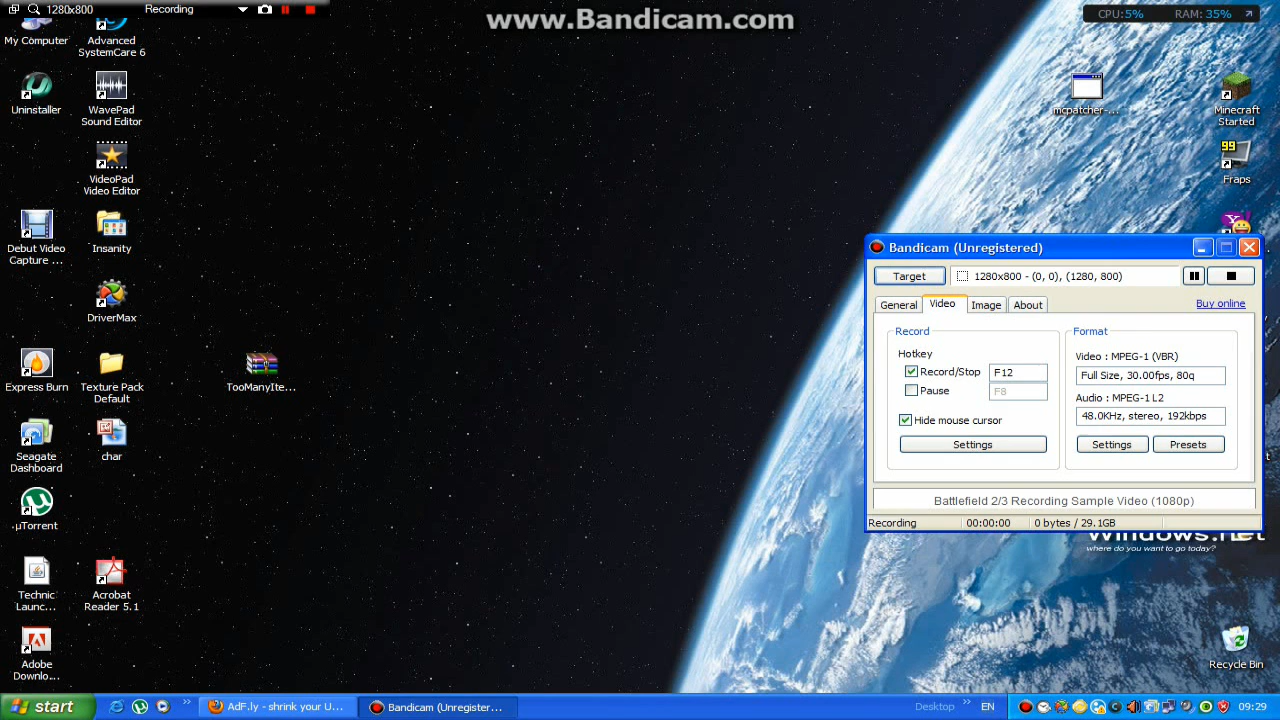 1280x800
Recording
www.Bandicam.com
CPU:5%
RAM: 35%
My Computer
Advanced
SystemCare 6
Uninstaller
WavePad
Sound Editor
mcpatcher-...
Minecraft
Started
VideoPad
Video Editor
99
Fraps
Debut Video
Capture ...
Insanity
DriverMax
Express Burn
Texture Pack
Default
TooManyIte...
Seagate
Dashboard
char
µTorrent
Technic
Launc...
Acrobat
Reader 5.1
Adobe
Downlo...
Bandicam (Unregistered)
Target
1280x800 - (0, 0), (1280, 800)
General
Video
Image
About
Buy online
Record
Format
Hotkey
Video : MPEG-1 (VBR)
Record/Stop
F12
Full Size, 30.00fps, 80q
Pause
F8
Audio : MPEG-1 L2
48.0KHz, stereo, 192kbps
Hide mouse cursor
Settings
Settings
Presets
Battlefield 2/3 Recording Sample Video (1080p)
Recording
00:00:00
0 bytes / 29.1GB
windows.net
where do you want to go today?
Recycle Bin
start
AdF.ly - shrink your U...
Bandicam (Unregister...
Desktop
EN
09:29